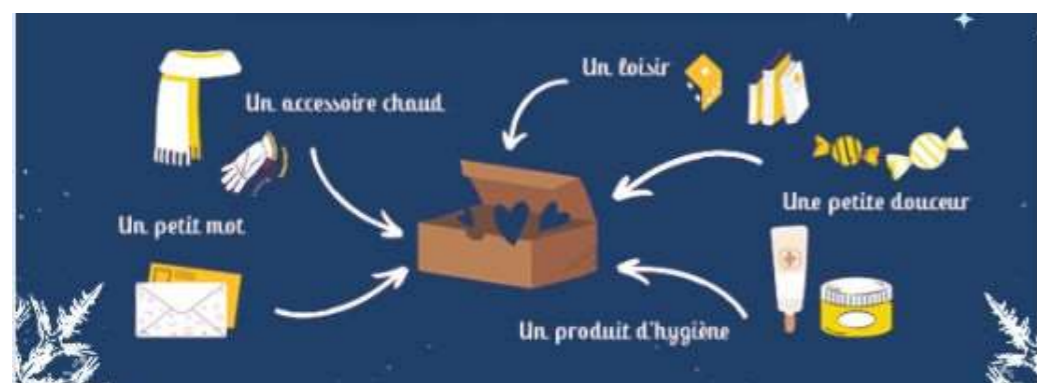 Un loisir
Un accessoire chaud
Une petite douceur
Un petit mot
Un produit d'hygiène